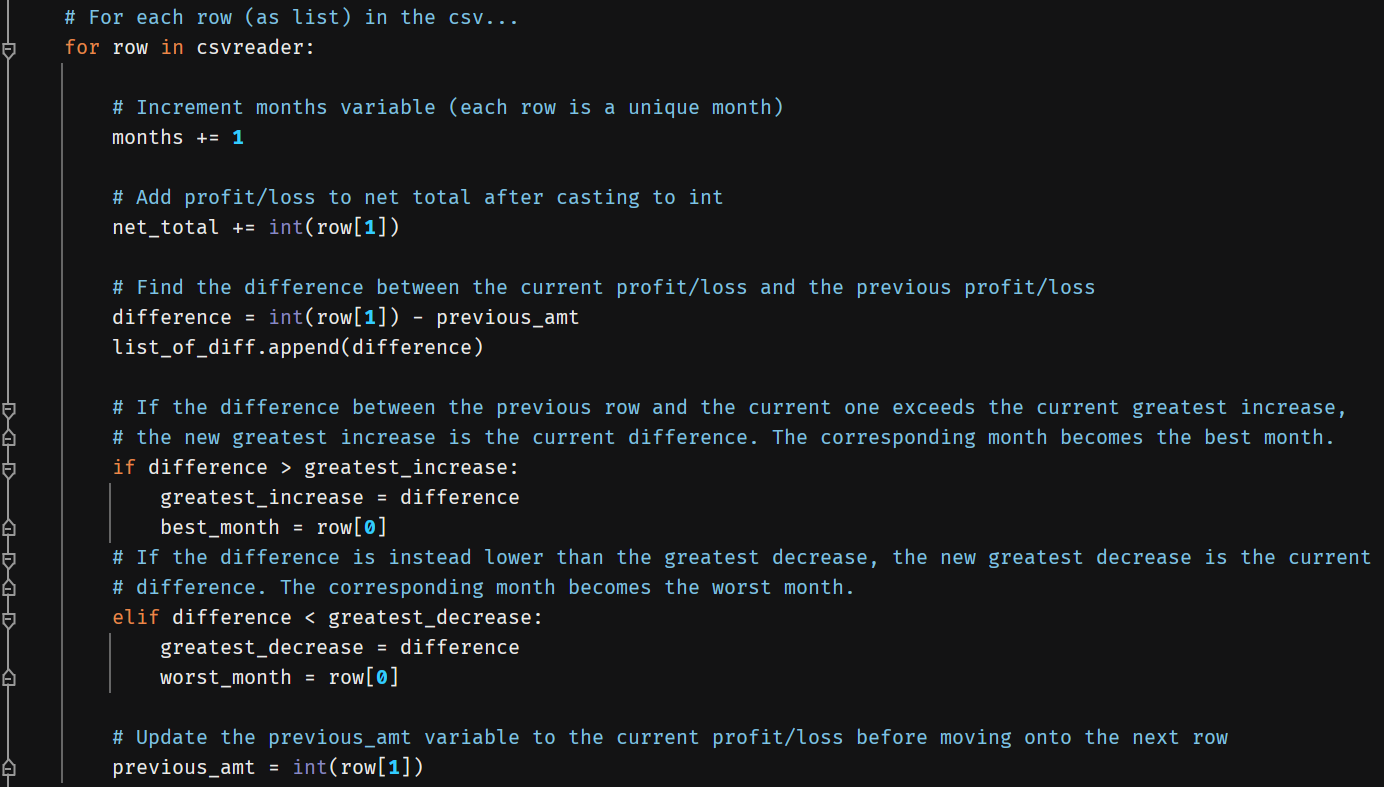 # For each row (as list) in the csv...
for row in csvreader:
# Increment months variable (each row is a unique month)
months += 1
# Add profit/loss to net total after casting to int
net_total += int(row[1])
# Find the difference between the current profit/loss and the previous profit/loss
difference = int(row[1]) - previous_amt
list_of_diff.append(difference)
# If the difference between the previous row and the current one exceeds the current greatest increase,
# the new greatest increase is the current difference. The corresponding month becomes the best month.
if difference > greatest_increase:
greatest_increase = difference
best_month = row[0]
# If the difference is instead lower than the greatest decrease, the new greatest decrease is the current
# difference. The corresponding month becomes the worst month.
elif difference < greatest_decrease:
greatest_decrease = difference
worst_month = row[0]
# Update the previous_amt variable to the current profit/loss before moving onto the next row
previous_amt = int(row[1])